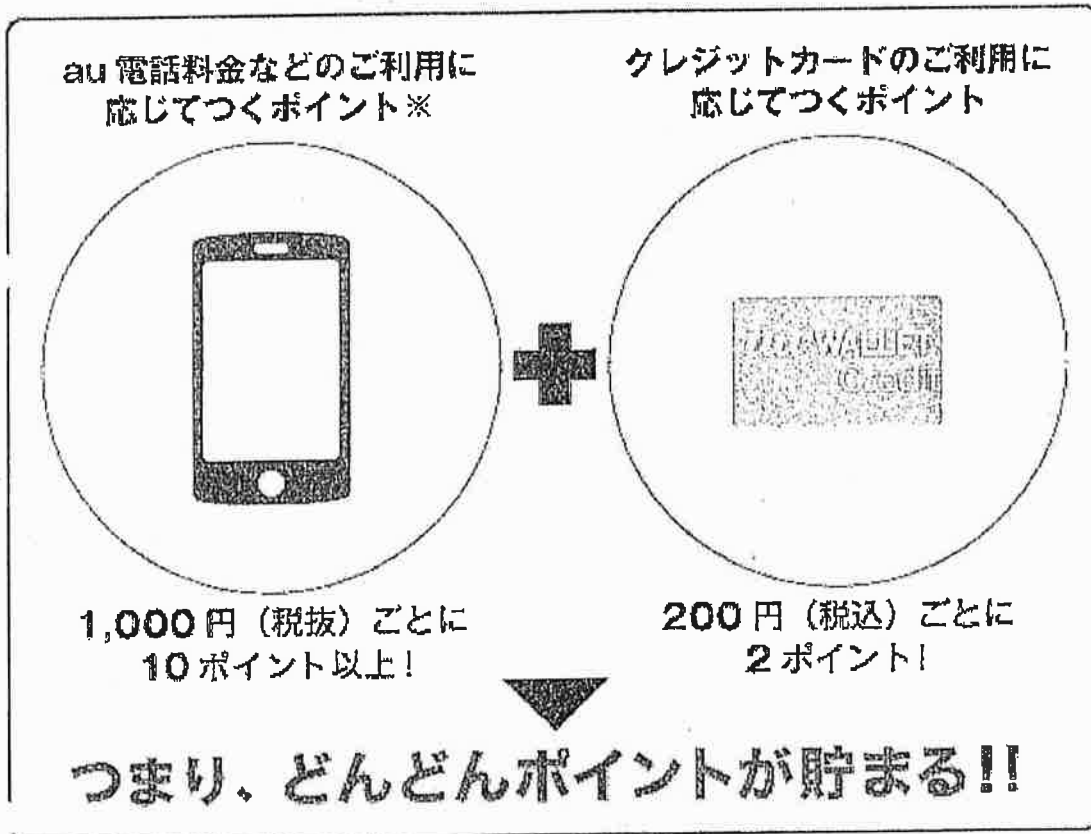 au 電話料金などのご利用に
応じてつくポイント※
クレジットカードのご利用に
応じてつくポイント
au WALLET
Credit
1,000 円（税抜）ごとに
10 ポイント以上！
200 円（税込）ごとに
2 ポイント！
つまり、どんどんポイントが貯まる!!